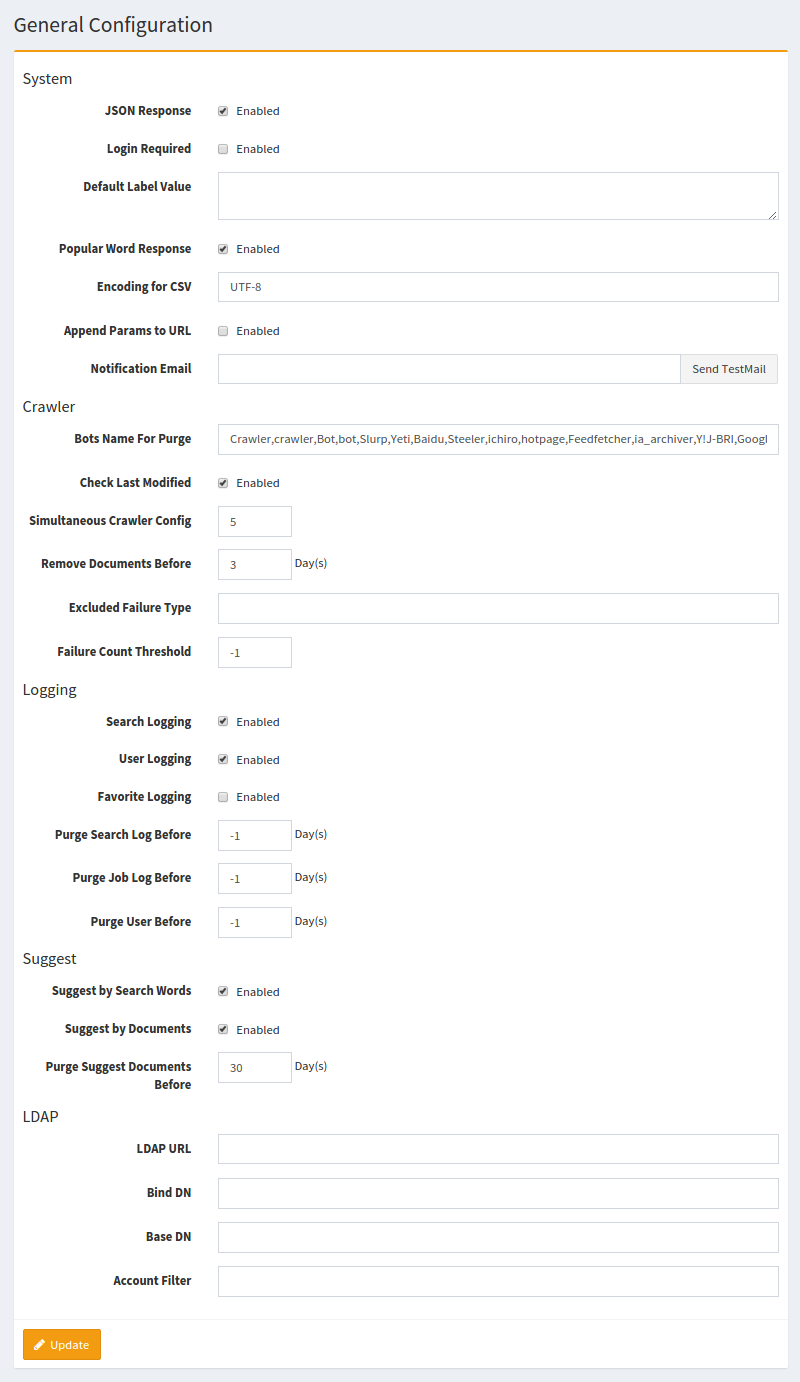 General Configuration
System
JSON Response Enabled
Login Required Enabled
Default Label Value
Popular Word Response Enabled
Encoding for CSV UTF-8
Append Params to URL Enabled
Notification Email Send TestMail
Crawler
Bots Name For Purge Crawler,crawler,Bot,bot,Slurp,Yeti,Baidu,Steeler,ichiro,hotpage,Feedfetcher,ia_archiver,Y!J-BRI,Googl
Check Last Modified Enabled
Simultaneous Crawler Config 5
Remove Documents Before 3 Day(s)
Excluded Failure Type
Failure Count Threshold -1
Logging
Search Logging Enabled
User Logging Enabled
Favorite Logging Enabled
Purge Search Log Before -1 Day(s)
Purge Job Log Before -1 Day(s)
Purge User Before -1 Day(s)
Suggest
Suggest by Search Words Enabled
Suggest by Documents Enabled
Purge Suggest Documents 30 Day(s)
Before
LDAP
LDAP URL
Bind DN
Base DN
Account Filter
Update